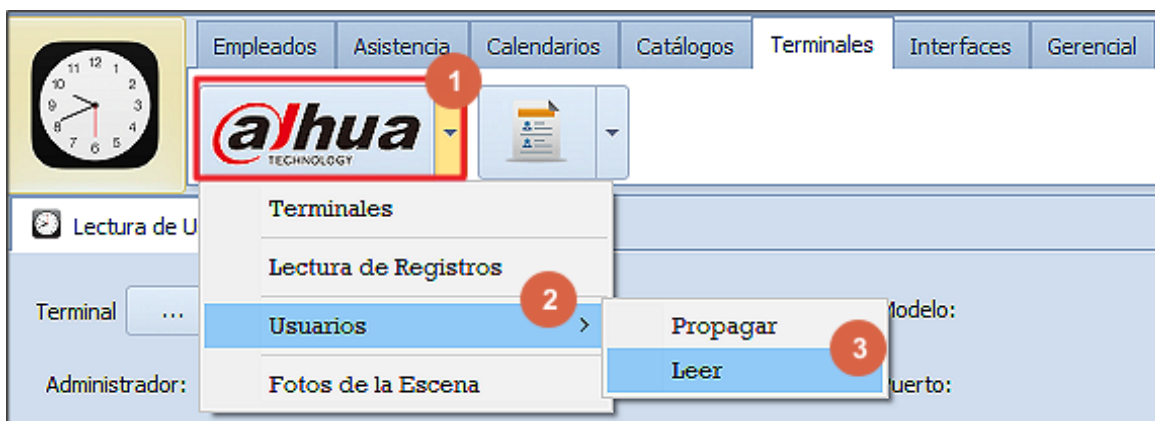 Empleados Asistencia Calendarios Catálogos Terminales Interfaces Gerencial
11 12 1
10 2
9 3
8 4
7 6 5
1
alhua
TECHNOLOGY
Terminales
Lectura de U
Lectura de Registros
2
Terminal ... Modelo:
Usuarios > Propagar
3
Leer
Administrador: uerto:
Fotos de la Escena